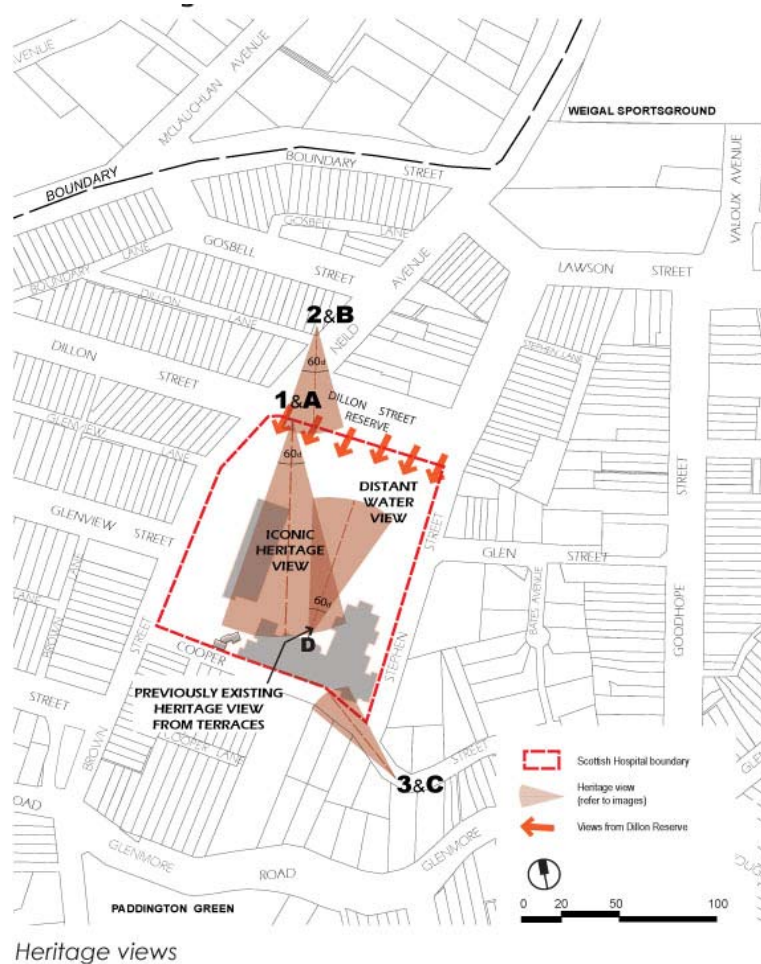 MCLAUCHLAN AVENUE
AVENUE
WEIGAL SPORTSGROUND
VALOUX AVENUE
BOUNDARY
BOUNDARY STREET
GOSBELL LANE
BOUNDARY LANE
GOSBELL STREET
NEILD AVENUE
LAWSON STREET
DILLON LANE
2&B
STEPHEN LANE
60d
DILLON STREET
1&A
DILLON STREET
RESERVE
GLENVIEW LANE
60d
DISTANT
WATER
VIEW
GLENVIEW STREET
ICONIC
HERITAGE
VIEW
GLEN STREET
GOODHOPE STREET
BATES AVENUE
60d
D
BROWN LANE
BROWN STREET
COOPER STREET
STEPHEN STREET
PREVIOUSLY EXISTING
HERITAGE VIEW
FROM TERRACES
COOPER LANE
STREET
3&C
GLENMORE ROAD
ROAD
GLENMORE
PADDINGTON GREEN
Scottish Hospital boundary
Heritage view
(refer to images)
Views from Dillon Reserve
0 20 50 100
Heritage views